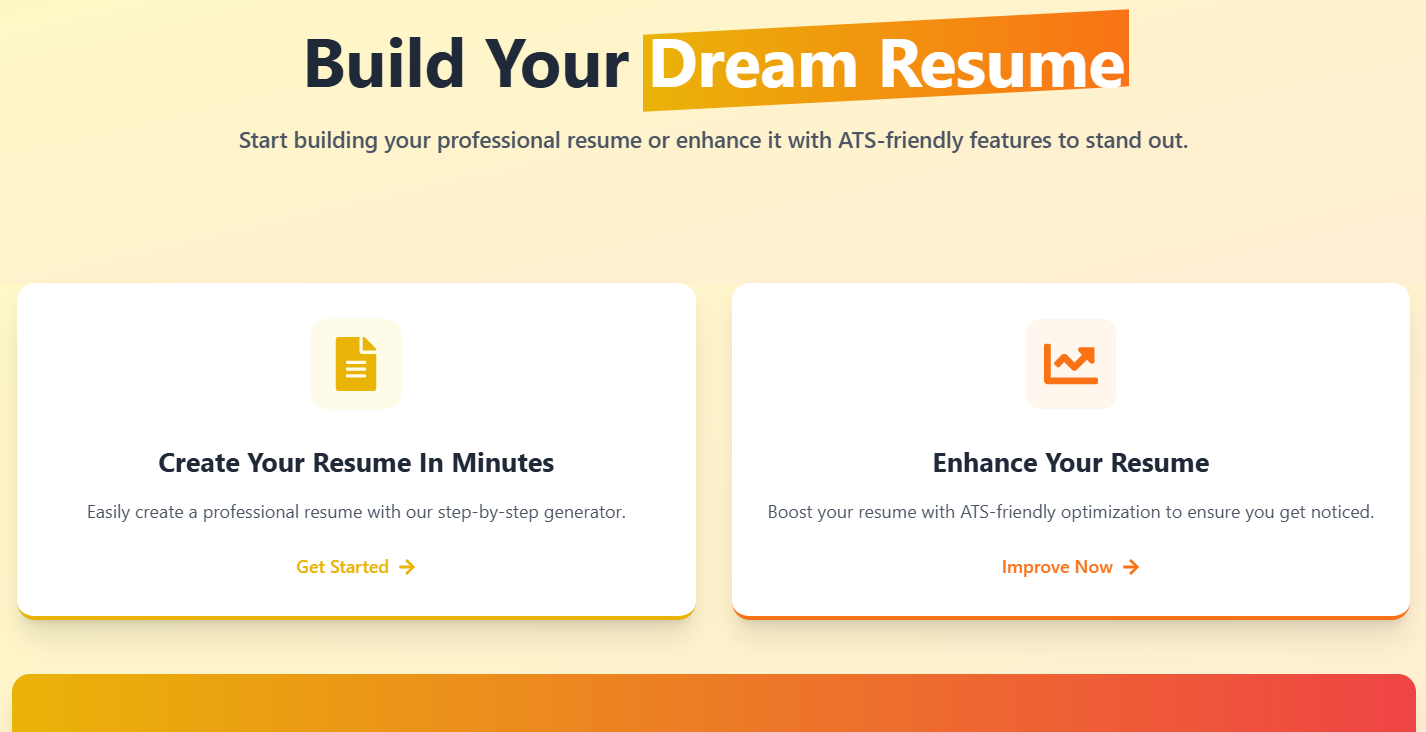 Build Your Dream Resume
Start building your professional resume or enhance it with ATS-friendly features to stand out.
Create Your Resume In Minutes
Easily create a professional resume with our step-by-step generator.
Get Started
Enhance Your Resume
Boost your resume with ATS-friendly optimization to ensure you get noticed.
Improve Now